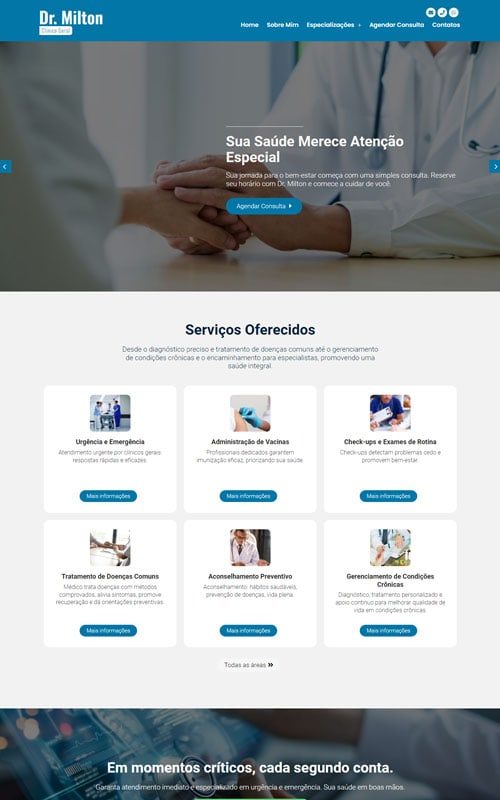 Dr. Milton
Clínico Geral
Home Sobre Mim Especializações + Agendar Consulta Contatos
Sua Saúde Merece Atenção
Especial
Sua jornada para o bem-estar começa com uma simples consulta. Reserve
seu horário com Dr. Milton e comece a cuidar de você.
Agendar Consulta
Serviços Oferecidos
Desde o diagnóstico preciso e tratamento de doenças comuns até o gerenciamento
de condições crônicas e o encaminhamento para especialistas, promovendo uma
saúde integral.
Urgência e Emergência
Atendimento urgente por clínicos gerais:
respostas rápidas e eficazes.
Mais informações
Administração de Vacinas
Profissionais dedicados garantem
imunização eficaz, priorizando sua saúde.
Mais informações
Check-ups e Exames de Rotina
Check-ups detectam problemas cedo e
promovem bem-estar.
Mais informações
Tratamento de Doenças Comuns
Médico trata doenças com métodos
comprovados, alivia sintomas, promove
recuperação e dá orientações preventivas.
Mais informações
Aconselhamento Preventivo
Aconselhamento: hábitos saudáveis,
prevenção de doenças, vida plena.
Mais informações
Gerenciamento de Condições
Crônicas
Diagnóstico, tratamento personalizado e
apoio contínuo para melhorar qualidade de
vida em condições crônicas.
Mais informações
Todas as áreas
Em momentos críticos, cada segundo conta.
Garanta atendimento imediato e especializado em urgência e emergência. Sua saúde em boas mãos.